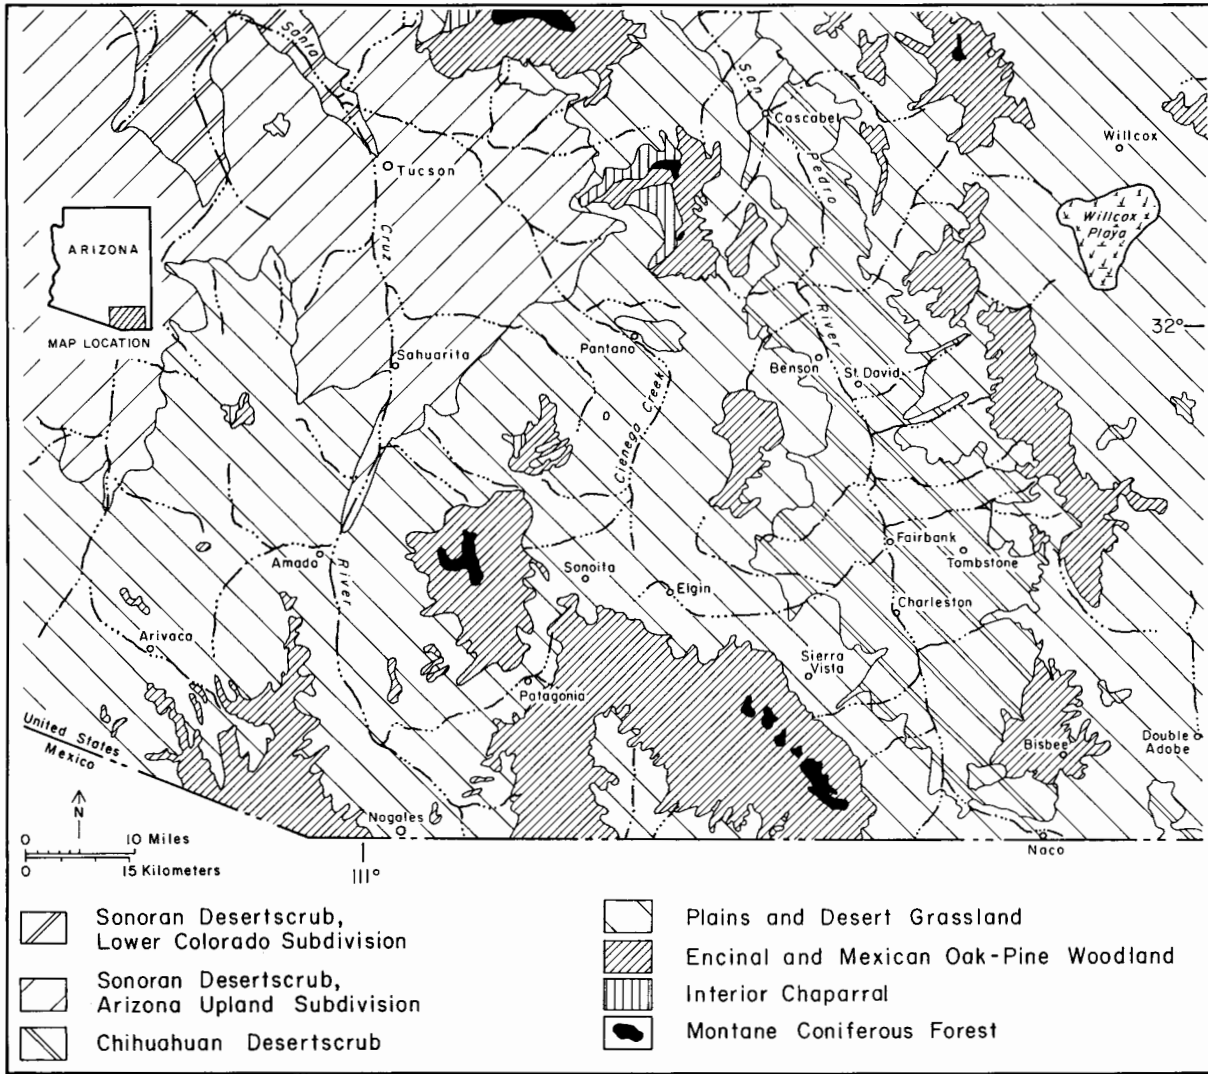 Santa
San
Cascabel
Willcox
Pedro
Tucson
Willcox
Playa
ARIZONA
Cruz
MAP LOCATION
River
32°
Pantano
Sahuarita
Benson
St. David
Cienega Creek
Fairbank
Tombstone
Amado
River
Sonoita
Elgin
Charleston
Arivaca
Sierra
Vista
Patagonia
United States
Mexico
Bisbee
Double
Adobe
N
Nogales
Naco
0 10 Miles
0 15 Kilometers
111°
Sonoran Desertscrub,
Lower Colorado Subdivision
Sonoran Desertscrub,
Arizona Upland Subdivision
Chihuahuan Desertscrub
Plains and Desert Grassland
Encinal and Mexican Oak-Pine Woodland
Interior Chaparral
Montane Coniferous Forest